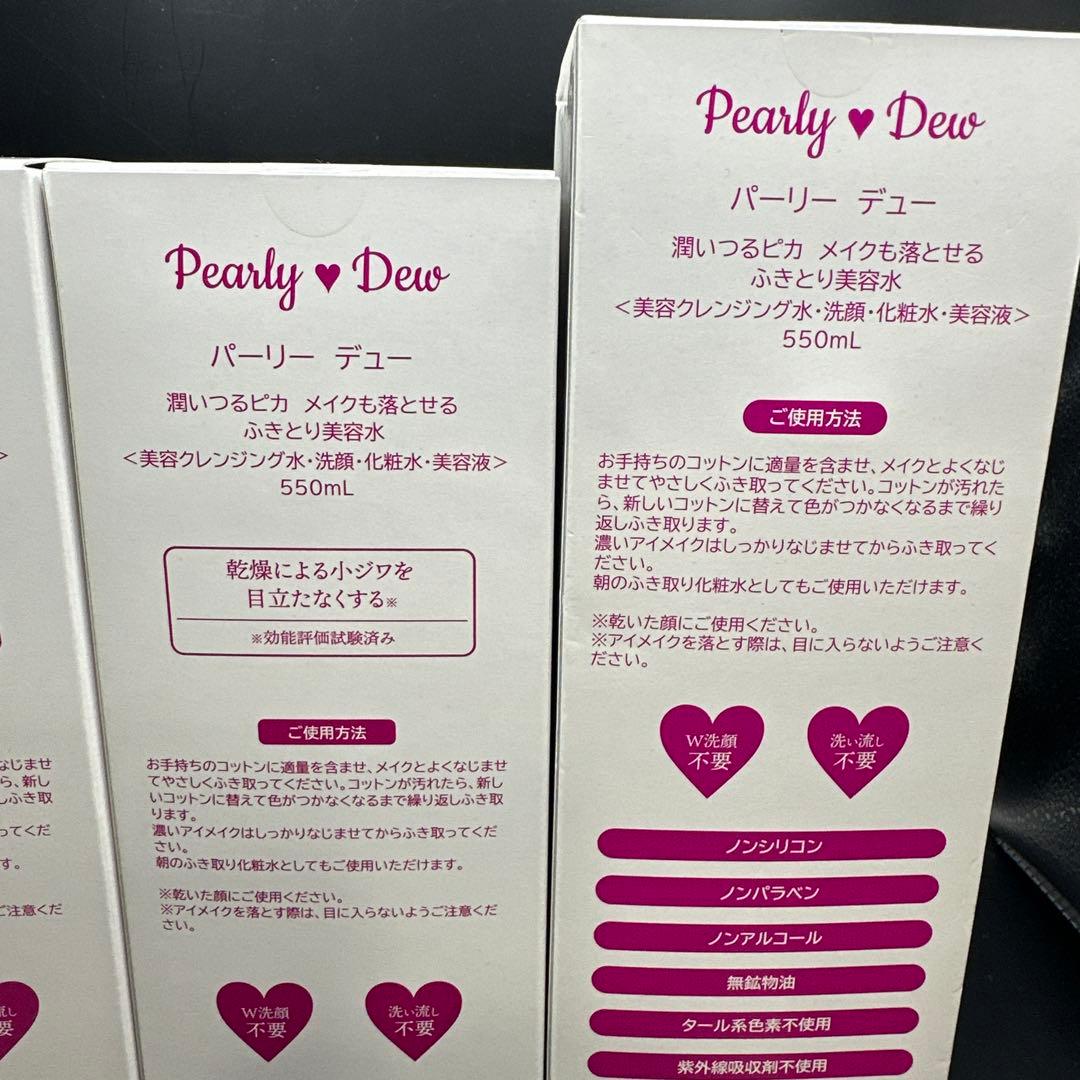 Pearly ♥ Dew
パーリー デュー
潤いつるピカ メイクも落とせる
ふきとり美容水
<美容クレンジング水・洗顔・化粧水・美容液>
550mL
乾燥による小ジワを
目立たなくする※
※効能評価試験済み
ご使用方法
お手持ちのコットンに適量を含ませ、メイクとよくなじませ
てやさしくふき取ってください。コットンが汚れたら、新し
いコットンに替えて色がつかなくなるまで繰り返しふき取
ります。
濃いアイメイクはしっかりなじませてからふき取ってくだ
さい。
朝のふき取り化粧水としてもご使用いただけます。
※乾いた顔にご使用ください。
※アイメイクを落とす際は、目に入らないようご注意くだ
さい。
W洗顔
不要
洗い流し
不要
Pearly ♥ Dew
パーリー デュー
潤いつるピカ メイクも落とせる
ふきとり美容水
<美容クレンジング水・洗顔・化粧水・美容液>
550mL
ご使用方法
お手持ちのコットンに適量を含ませ、メイクとよくなじ
ませてやさしくふき取ってください。コットンが汚れた
ら、新しいコットンに替えて色がつかなくなるまで繰り
返しふき取ります。
濃いアイメイクはしっかりなじませてからふき取ってく
ださい。
朝のふき取り化粧水としてもご使用いただけます。
※乾いた顔にご使用ください。
※アイメイクを落とす際は、目に入らないようご注意く
ださい。
W洗顔
不要
洗い流し
不要
ノンシリコン
ノンパラベン
ノンアルコール
無鉱物油
タール系色素不使用
紫外線吸収剤不使用